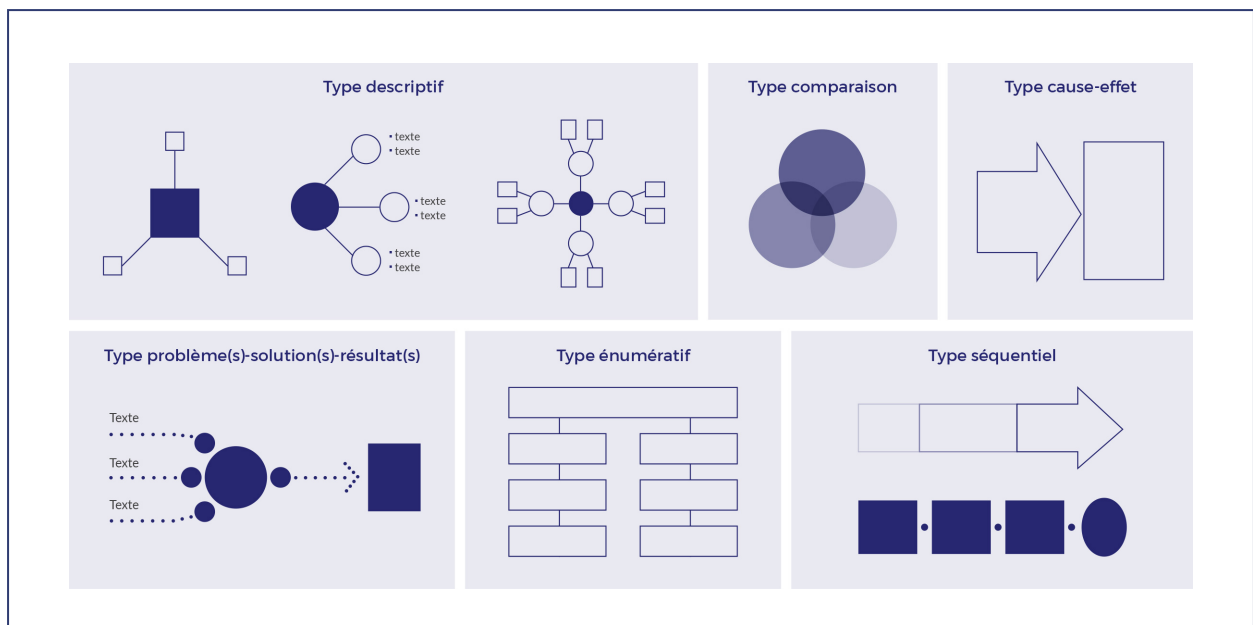 Type descriptif
• texte
• texte
• texte
• texte
• texte
• texte
Type comparaison
Type cause-effet
Type problème(s)-solution(s)-résultat(s)
Texte
Texte
Texte
Type énumératif
Type séquentiel